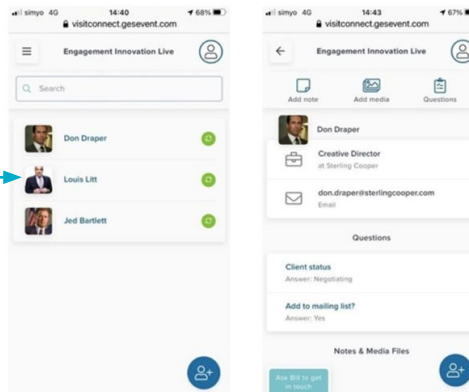 simyo 4G 14:40 68%
visitconnect.gesevent.com
Engagement Innovation Live
Search
Don Draper
Louis Litt
Jed Bartlett
simyo 4G 14:43 67%
visitconnect.gesevent.com
Engagement Innovation Live
Add note Add media Questions
Don Draper
Creative Director
at Sterling Cooper
don.draper@sterlingcooper.com
Email
Questions
Client status
Answer: Negotiating
Add to mailing list?
Answer: Yes
Notes & Media Files
Ask Bill to get
in touch